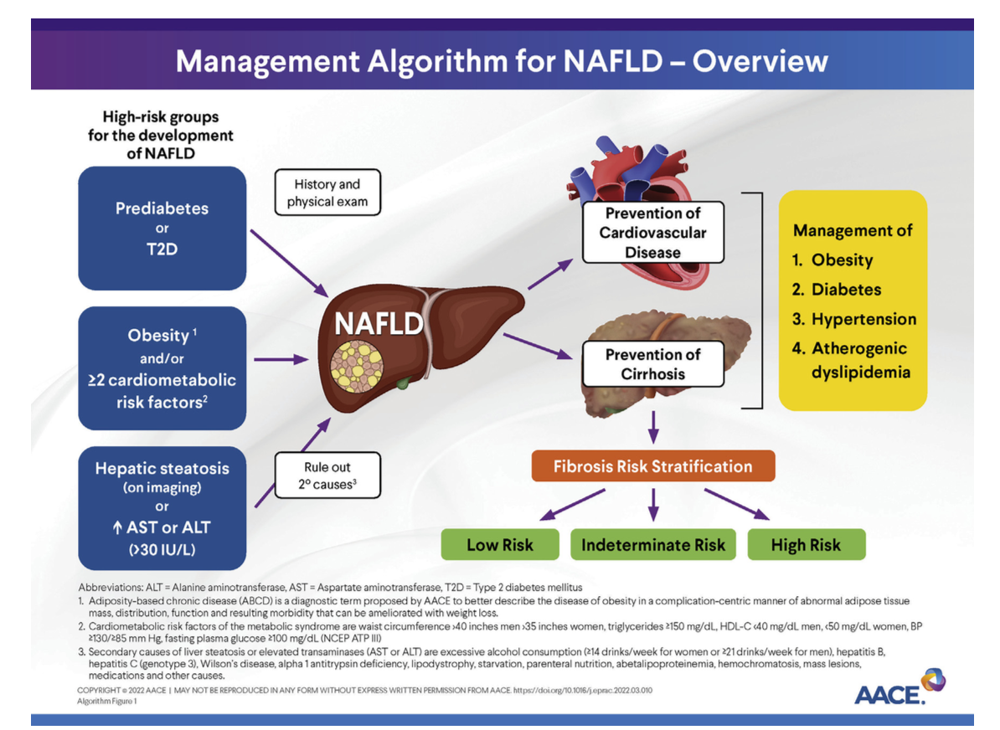 Management Algorithm for NAFLD – Overview
High-risk groups
for the development
of NAFLD
Prediabetes
or
T2D
Obesity ¹
and/or
≥2 cardiometabolic
risk factors²
Hepatic steatosis
(on imaging)
or
↑ AST or ALT
(>30 IU/L)
History and
physical exam
Rule out
2º causes³
NAFLD
Prevention of
Cardiovascular
Disease
Prevention of
Cirrhosis
Management of
1. Obesity
2. Diabetes
3. Hypertension
4. Atherogenic
dyslipidemia
Fibrosis Risk Stratification
Low Risk
Indeterminate Risk
High Risk
Abbreviations: ALT = Alanine aminotransferase, AST = Aspartate aminotransferase, T2D = Type 2 diabetes mellitus
1. Adiposity-based chronic disease (ABCD) is a diagnostic term proposed by AACE to better describe the disease of obesity in a complication-centric manner of abnormal adipose tissue
mass, distribution, function and resulting morbidity that can be ameliorated with weight loss.
2. Cardiometabolic risk factors of the metabolic syndrome are waist circumference >40 inches men >35 inches women, triglycerides ≥150 mg/dL, HDL-C <40 mg/dL men, <50 mg/dL women, BP
≥130/≥85 mm Hg, fasting plasma glucose ≥100 mg/dL (NCEP ATP III)
3. Secondary causes of liver steatosis or elevated transaminases (AST or ALT) are excessive alcohol consumption (≥14 drinks/week for women or ≥21 drinks/week for men), hepatitis B,
hepatitis C (genotype 3), Wilson's disease, alpha 1 antitrypsin deficiency, lipodystrophy, starvation, parenteral nutrition, abetalipoproteinemia, hemochromatosis, mass lesions,
medications and other causes.
COPYRIGHT © 2022 AACE | MAY NOT BE REPRODUCED IN ANY FORM WITHOUT EXPRESS WRITTEN PERMISSION FROM AACE. https://doi.org/10.1016/j.eprac.2022.03.010
Algorithm Figure 1
AACE.